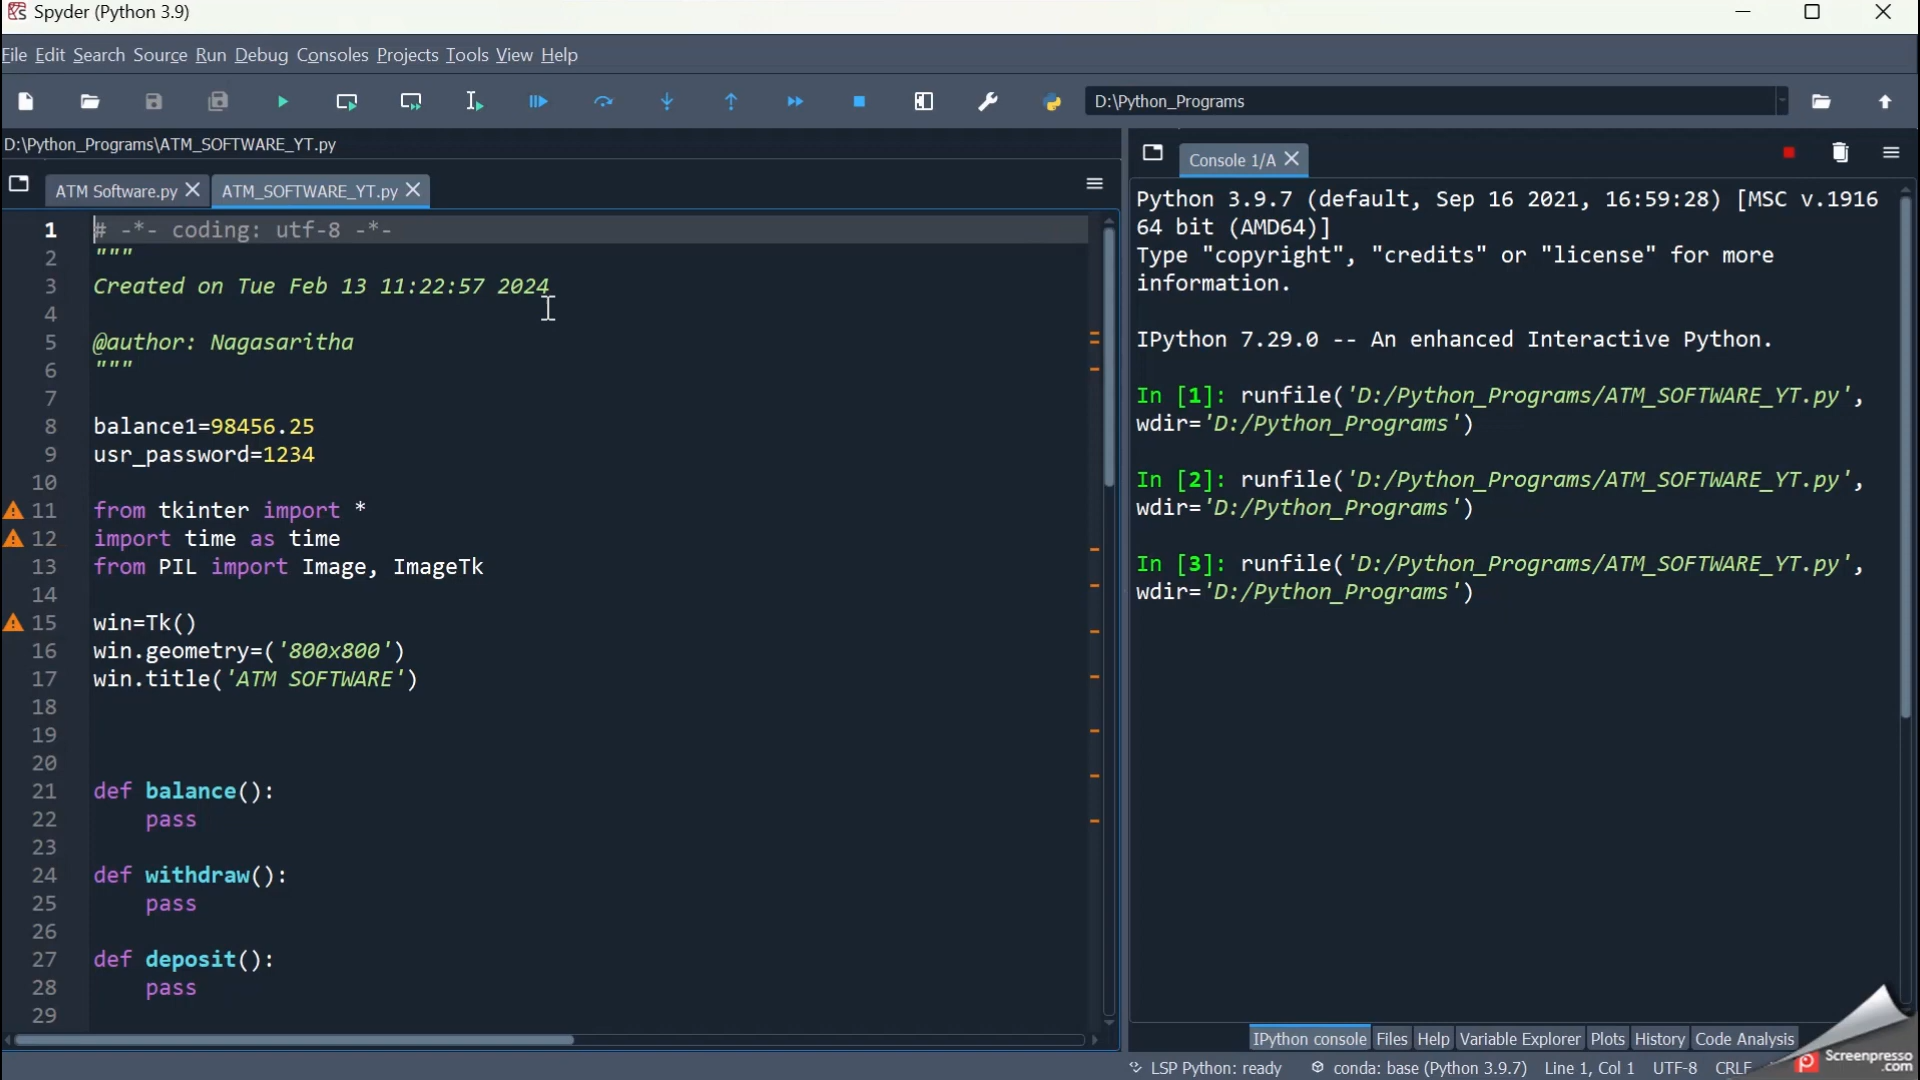 Spyder (Python 3.9)
File Edit Search Source Run Debug Consoles Projects Tools View Help
D:\Python_Programs
D:\Python_Programs\ATM_SOFTWARE_YT.py
ATM Software.py
ATM_SOFTWARE_YT.py
1 # -*- coding: utf-8 -*-
2 """
3 Created on Tue Feb 13 11:22:57 2024
4
5 @author: Nagasaritha
6 """
7
8 balance1=98456.25
9 usr_password=1234
10
11 from tkinter import *
12 import time as time
13 from PIL import Image, ImageTk
14
15 win=Tk()
16 win.geometry=('800x800')
17 win.title('ATM SOFTWARE')
18
19
20
21 def balance():
22     pass
23
24 def withdraw():
25     pass
26
27 def deposit():
28     pass
29
Console 1/A
Python 3.9.7 (default, Sep 16 2021, 16:59:28) [MSC v.1916
64 bit (AMD64)]
Type "copyright", "credits" or "license" for more
information.
IPython 7.29.0 -- An enhanced Interactive Python.
In [1]: runfile('D:/Python_Programs/ATM_SOFTWARE_YT.py',
wdir='D:/Python_Programs')
In [2]: runfile('D:/Python_Programs/ATM_SOFTWARE_YT.py',
wdir='D:/Python_Programs')
In [3]: runfile('D:/Python_Programs/ATM_SOFTWARE_YT.py',
wdir='D:/Python_Programs')
IPython console Files Help Variable Explorer Plots History Code Analysis
LSP Python: ready conda: base (Python 3.9.7) Line 1, Col 1 UTF-8 CRLF
Screenpresso
.com